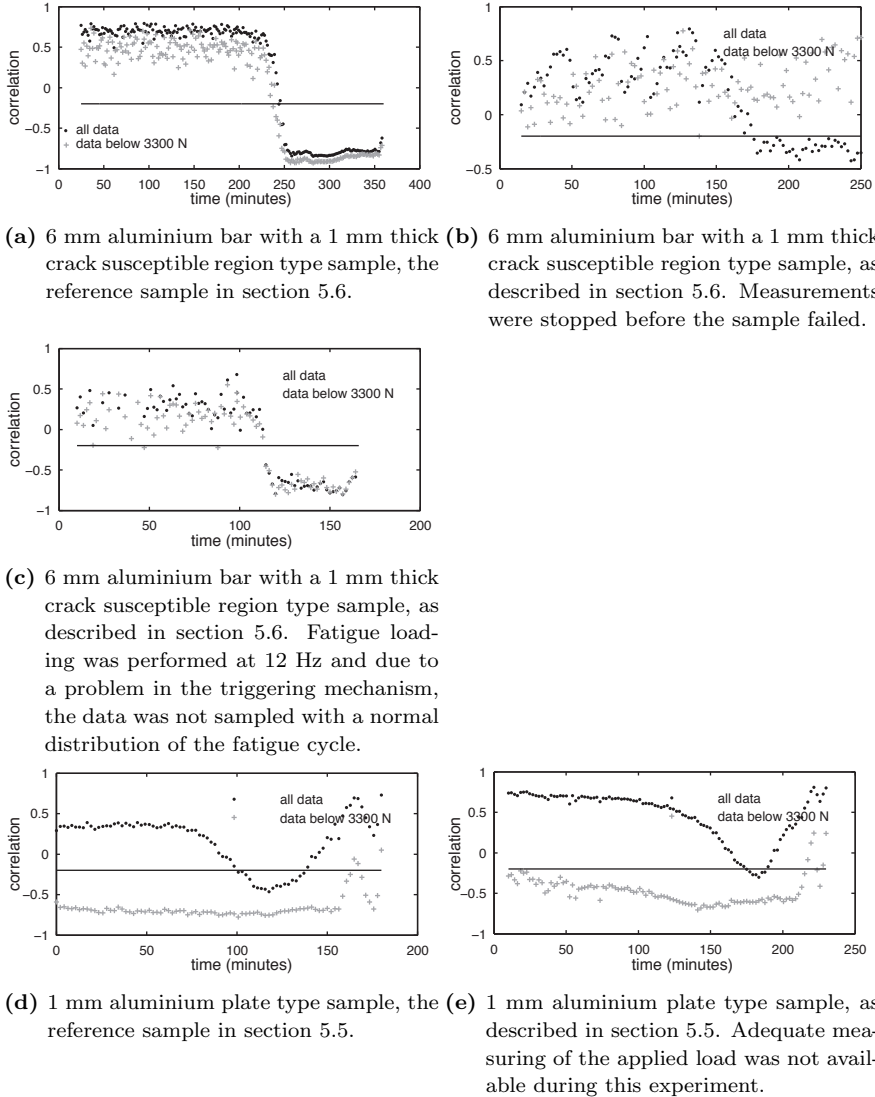 1
0.5
0
−0.5
−1
correlation
all data
data below 3300 N
0 50 100 150 200 250 300 350 400
time (minutes)
1
0.5
0
−0.5
correlation
all data
data below 3300 N
0 50 100 150 200 250
time (minutes)
(a) 6 mm aluminium bar with a 1 mm thick
crack susceptible region type sample, the
reference sample in section 5.6.
(b) 6 mm aluminium bar with a 1 mm thick
crack susceptible region type sample, as
described in section 5.6. Measurements
were stopped before the sample failed.
1
0.5
0
−0.5
−1
correlation
all data
data below 3300 N
0 50 100 150 200
time (minutes)
(c) 6 mm aluminium bar with a 1 mm thick
crack susceptible region type sample, as
described in section 5.6. Fatigue load-
ing was performed at 12 Hz and due to
a problem in the triggering mechanism,
the data was not sampled with a normal
distribution of the fatigue cycle.
1
0.5
0
−0.5
−1
correlation
all data
data below 3300 N
0 50 100 150 200
time (minutes)
1
0.5
0
−0.5
−1
correlation
all data
data below 3300 N
0 50 100 150 200 250
time (minutes)
(d) 1 mm aluminium plate type sample, the
reference sample in section 5.5.
(e) 1 mm aluminium plate type sample, as
described in section 5.5. Adequate mea-
suring of the applied load was not avail-
able during this experiment.